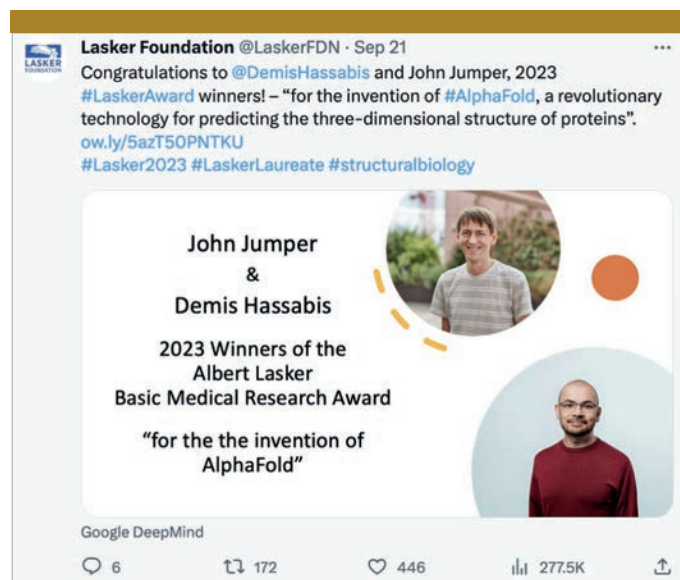 LASKER
FOUNDATION
Lasker Foundation @LaskerFDN · Sep 21
Congratulations to @DemisHassabis and John Jumper, 2023
#LaskerAward winners! – “for the invention of #AlphaFold, a revolutionary
technology for predicting the three-dimensional structure of proteins”.
ow.ly/5azT50PNTKU
#Lasker2023 #LaskerLaureate #structuralbiology
John Jumper
&
Demis Hassabis
2023 Winners of the
Albert Lasker
Basic Medical Research Award
“for the the invention of
AlphaFold”
Google DeepMind
6 172 446 277.5K